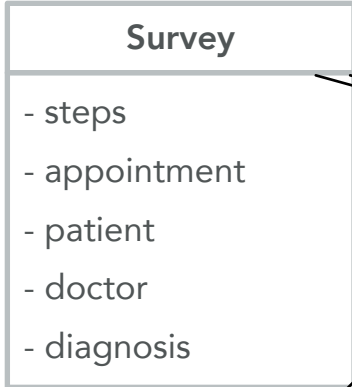 Survey
- steps
- appointment
- patient
- doctor
- diagnosis